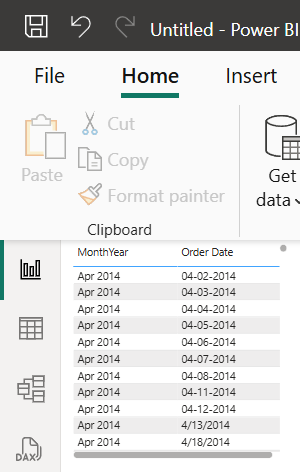 Untitled - Power BI
File Home Insert
Cut
Copy
Paste
Format painter
Get
data
Clipboard
MonthYear Order Date
Apr 2014 04-02-2014
Apr 2014 04-03-2014
Apr 2014 04-04-2014
Apr 2014 04-05-2014
Apr 2014 04-06-2014
Apr 2014 04-07-2014
Apr 2014 04-08-2014
Apr 2014 04-11-2014
Apr 2014 04-12-2014
Apr 2014 4/13/2014
Apr 2014 4/18/2014
DAX